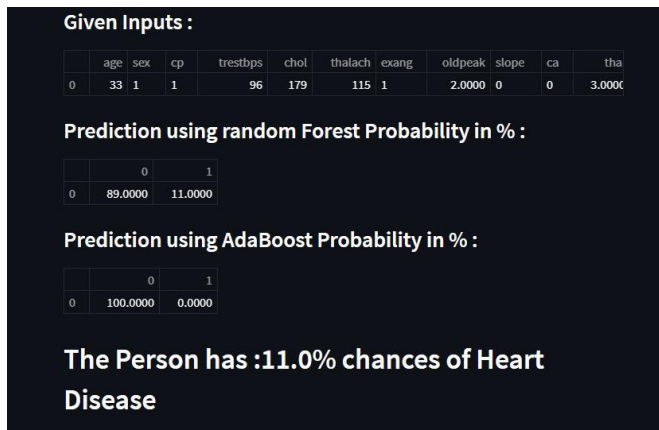 Given Inputs :
age sex cp trestbps chol thalach exang oldpeak slope ca tha
0 33 1 1 96 179 115 1 2.0000 0 0 3.000
Prediction using random Forest Probability in % :
0 1
0 89.0000 11.0000
Prediction using AdaBoost Probability in % :
0 1
0 100.0000 0.0000
The Person has :11.0% chances of Heart
Disease